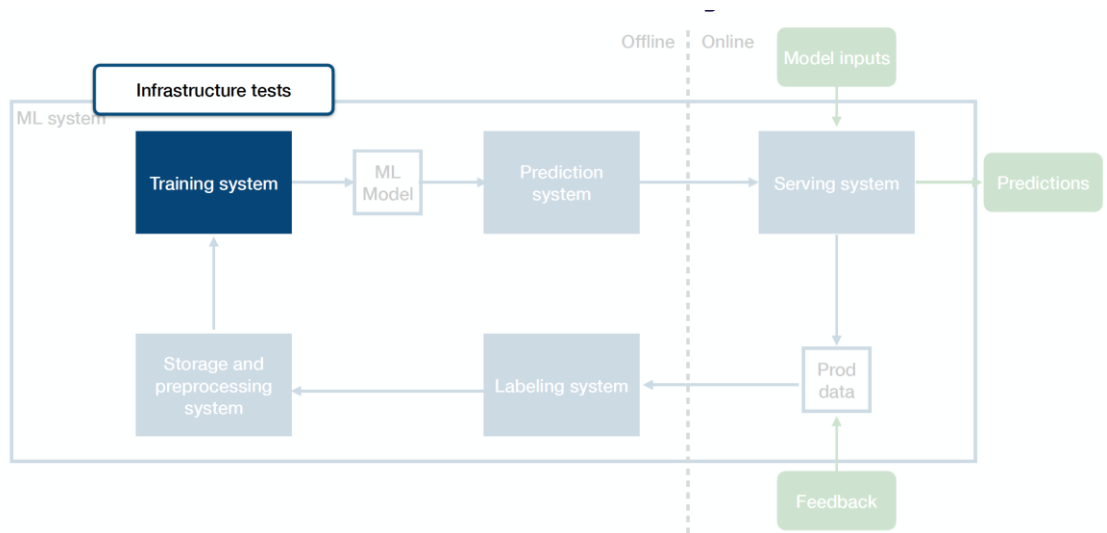 Offline
Online
Model inputs
Infrastructure tests
ML system
Training system
ML
Model
Prediction
system
Serving system
Predictions
Storage and
preprocessing
system
Labeling system
Prod
data
Feedback